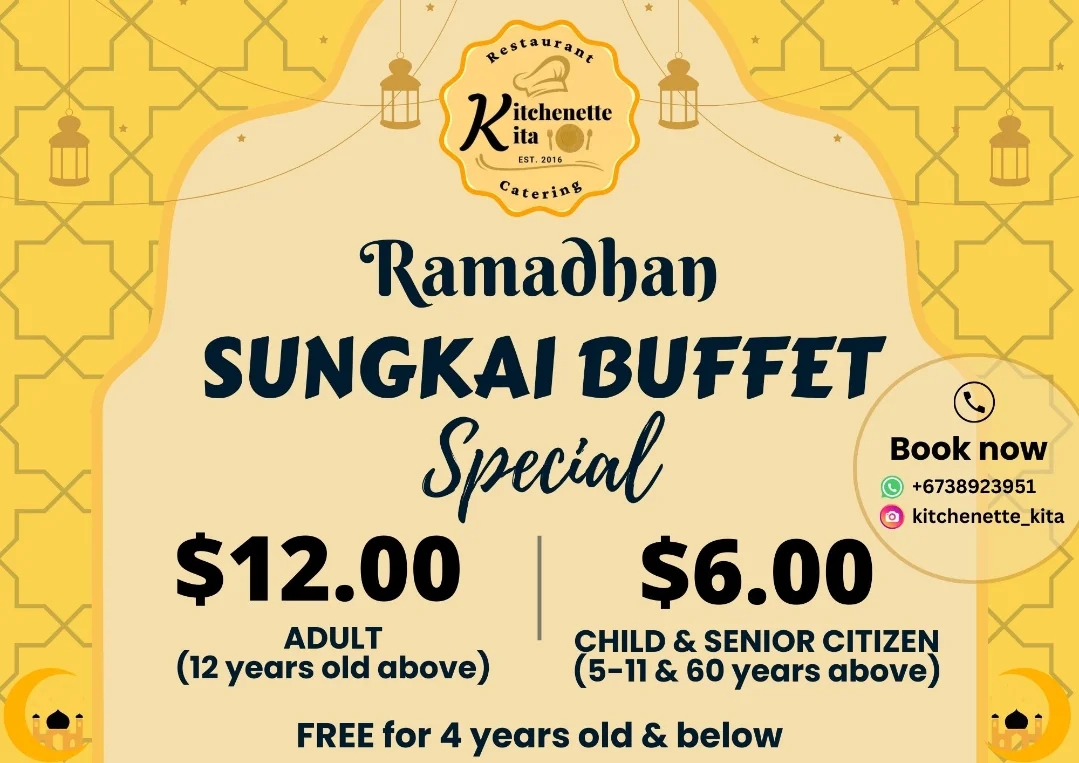 Restaurant
Kitchenette
Kita
EST. 2016
Catering
Ramadhan
SUNGKAI BUFFET
Special
Book now
+6738923951
kitchenette_kita
$12.00
ADULT
(12 years old above)
$6.00
CHILD & SENIOR CITIZEN
(5-11 & 60 years above)
FREE for 4 years old & below